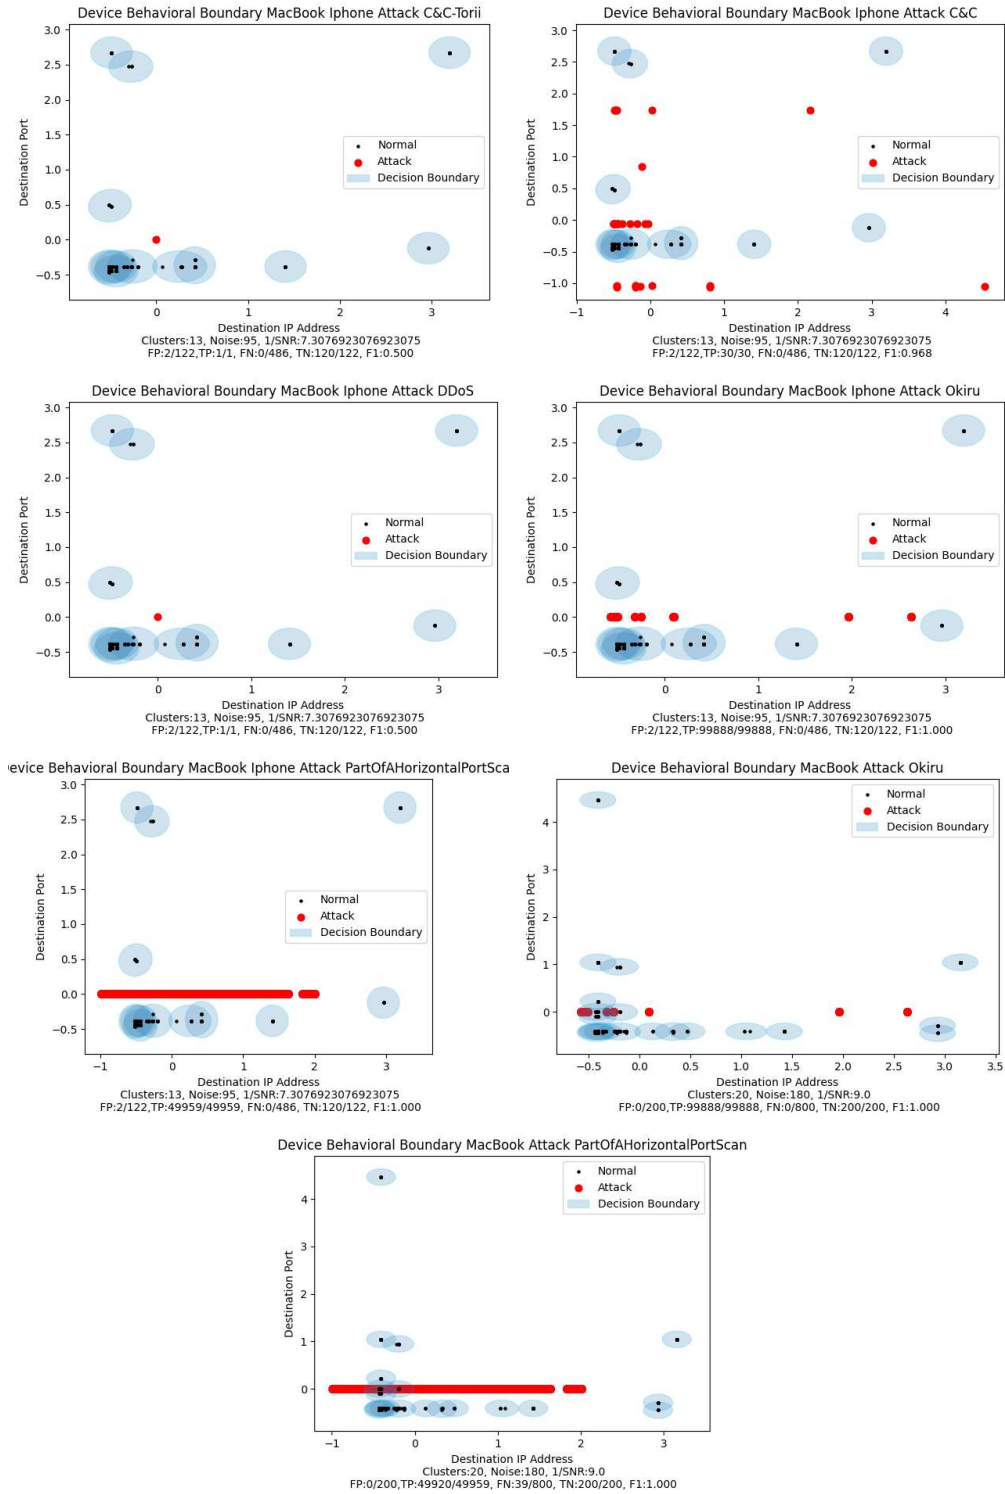 Device Behavioral Boundary MacBook Iphone Attack C&C-Torii
3.0
2.5
2.0
1.5
1.0
0.5
0.0
−0.5
Destination Port
Normal
Attack
Decision Boundary
0
1
2
3
Destination IP Address
Clusters:13, Noise:95, 1/SNR:7.3076923076923075
FP:2/122,TP:1/1, FN:0/486, TN:120/122, F1:0.500
Device Behavioral Boundary MacBook Iphone Attack C&C
3.0
2.5
2.0
1.5
1.0
0.5
0.0
−0.5
−1.0
Destination Port
Normal
Attack
Decision Boundary
−1
0
1
2
3
4
Destination IP Address
Clusters:13, Noise:95, 1/SNR:7.3076923076923075
FP:2/122,TP:30/30, FN:0/486, TN:120/122, F1:0.968
Device Behavioral Boundary MacBook Iphone Attack DDoS
3.0
2.5
2.0
1.5
1.0
0.5
0.0
−0.5
Destination Port
Normal
Attack
Decision Boundary
0
1
2
3
Destination IP Address
Clusters:13, Noise:95, 1/SNR:7.3076923076923075
FP:2/122,TP:1/1, FN:0/486, TN:120/122, F1:0.500
Device Behavioral Boundary MacBook Iphone Attack Okiru
3.0
2.5
2.0
1.5
1.0
0.5
0.0
−0.5
Destination Port
Normal
Attack
Decision Boundary
0
1
2
3
Destination IP Address
Clusters:13, Noise:95, 1/SNR:7.3076923076923075
FP:2/122,TP:99888/99888, FN:0/486, TN:120/122, F1:1.000
evice Behavioral Boundary MacBook Iphone Attack PartOfAHorizontalPortSca
3.0
2.5
2.0
1.5
1.0
0.5
0.0
−0.5
Destination Port
Normal
Attack
Decision Boundary
−1
0
1
2
3
Destination IP Address
Clusters:13, Noise:95, 1/SNR:7.3076923076923075
FP:2/122,TP:49959/49959, FN:0/486, TN:120/122, F1:1.000
Device Behavioral Boundary MacBook Attack Okiru
4
3
2
1
0
Destination Port
Normal
Attack
Decision Boundary
−0.5
0.0
0.5
1.0
1.5
2.0
2.5
3.0
3.5
Destination IP Address
Clusters:20, Noise:180, 1/SNR:9.0
FP:0/200,TP:99888/99888, FN:0/800, TN:200/200, F1:1.000
Device Behavioral Boundary MacBook Attack PartOfAHorizontalPortScan
4
3
2
1
0
Destination Port
Normal
Attack
Decision Boundary
−1
0
1
2
3
Destination IP Address
Clusters:20, Noise:180, 1/SNR:9.0
FP:0/200,TP:49920/49959, FN:39/800, TN:200/200, F1:1.000